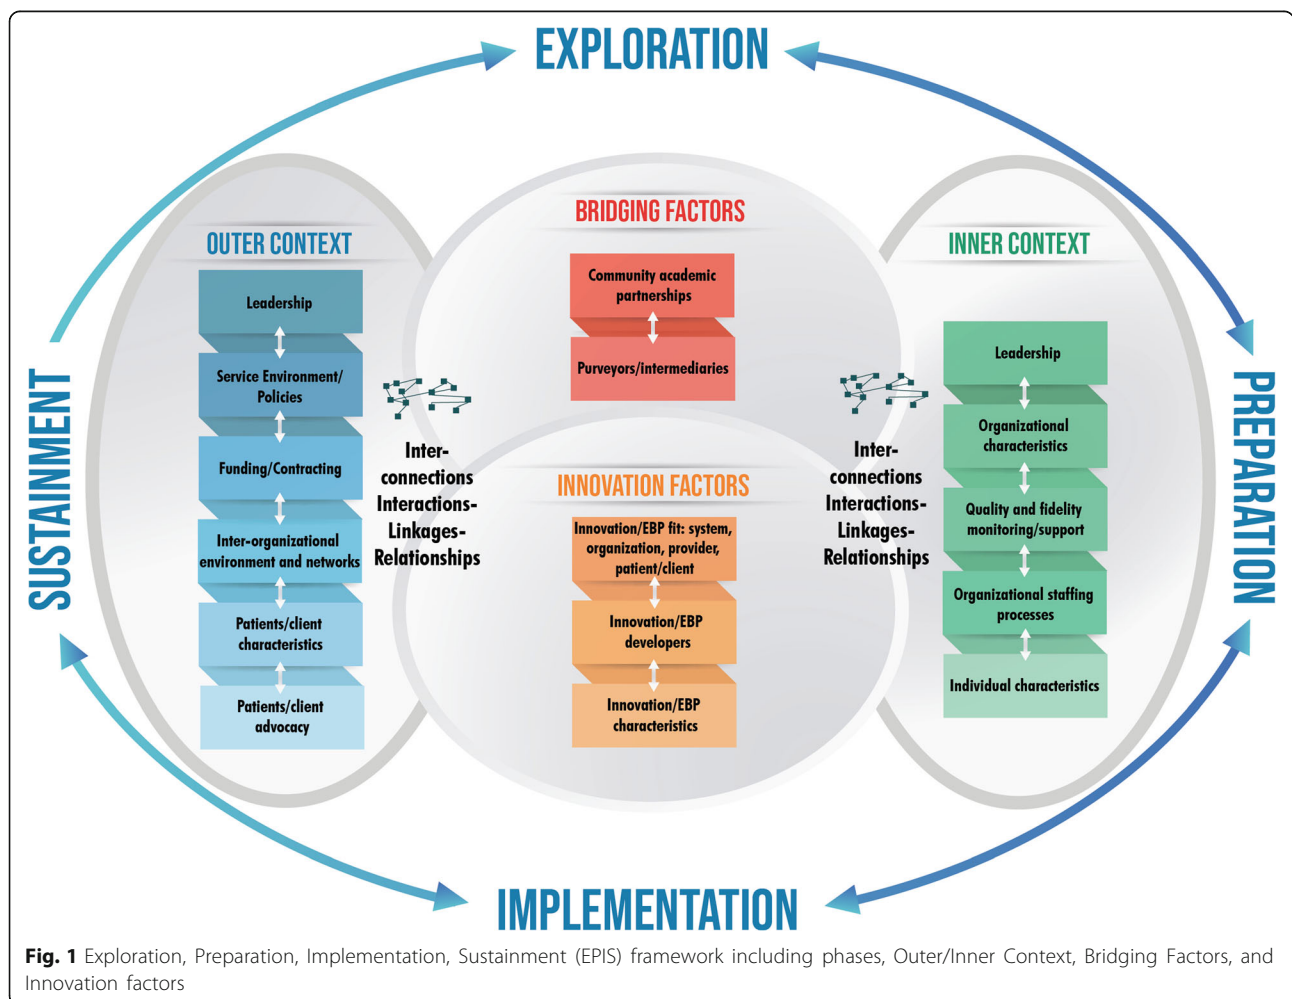 EXPLORATION
SUSTAINMENT
PREPARATION
IMPLEMENTATION
OUTER CONTEXT
Leadership
Service Environment/
Policies
Funding/Contracting
Inter-organizational
environment and networks
Patients/client
characteristics
Patients/client
advocacy
Inter-
connections
Interactions-
Linkages-
Relationships
BRIDGING FACTORS
Community academic
partnerships
Purveyors/intermediaries
INNOVATION FACTORS
Innovation/EBP fit: system,
organization, provider,
patient/client
Innovation/EBP
developers
Innovation/EBP
characteristics
Inter-
connections
Interactions-
Linkages-
Relationships
INNER CONTEXT
Leadership
Organizational
characteristics
Quality and fidelity
monitoring/support
Organizational staffing
processes
Individual characteristics
Fig. 1 Exploration, Preparation, Implementation, Sustainment (EPIS) framework including phases, Outer/Inner Context, Bridging Factors, and
Innovation factors